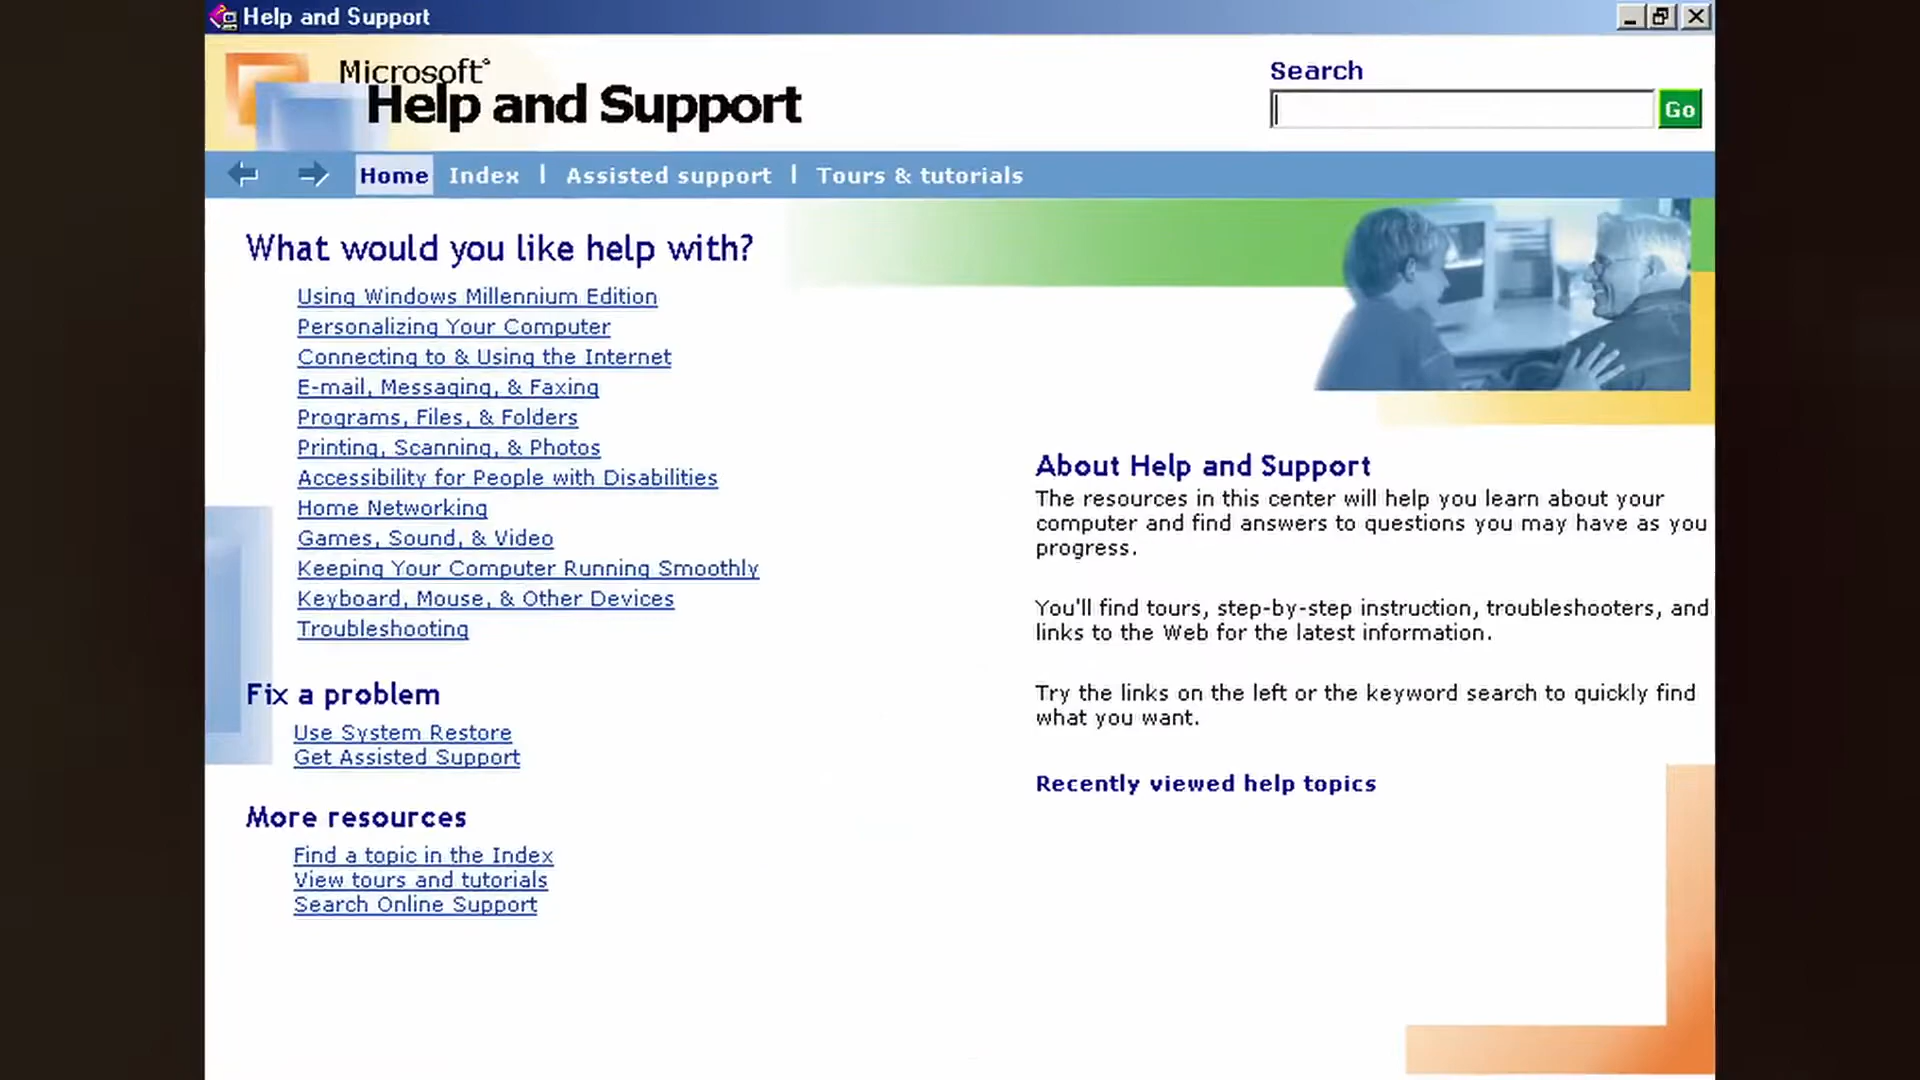 Help and Support
Microsoft®
Help and Support
Search
Go
Home Index | Assisted support | Tours & tutorials
What would you like help with?
Using Windows Millennium Edition
Personalizing Your Computer
Connecting to & Using the Internet
E-mail, Messaging, & Faxing
Programs, Files, & Folders
Printing, Scanning, & Photos
Accessibility for People with Disabilities
Home Networking
Games, Sound, & Video
Keeping Your Computer Running Smoothly
Keyboard, Mouse, & Other Devices
Troubleshooting
Fix a problem
Use System Restore
Get Assisted Support
More resources
Find a topic in the Index
View tours and tutorials
Search Online Support
About Help and Support
The resources in this center will help you learn about your
computer and find answers to questions you may have as you
progress.
You'll find tours, step-by-step instruction, troubleshooters, and
links to the Web for the latest information.
Try the links on the left or the keyword search to quickly find
what you want.
Recently viewed help topics